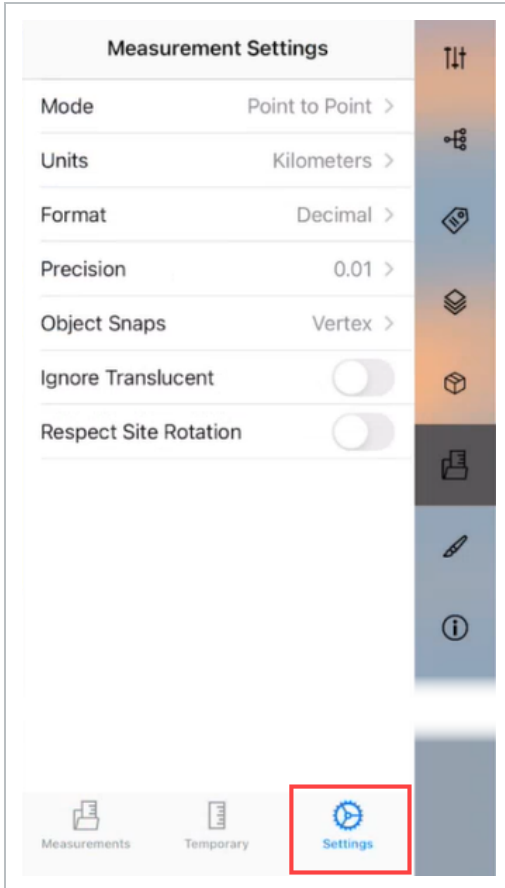 Measurement Settings
Mode Point to Point >
Units Kilometers >
Format Decimal >
Precision 0.01 >
Object Snaps Vertex >
Ignore Translucent
Respect Site Rotation
Measurements Temporary Settings